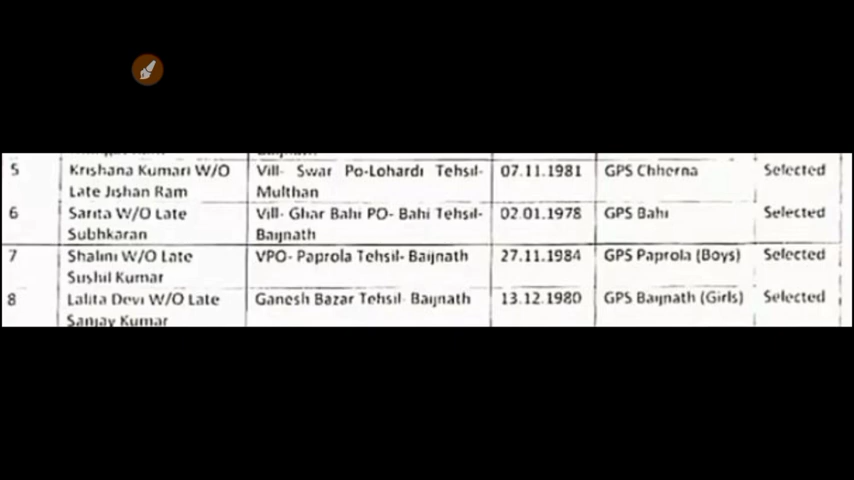 5 Krishana Kumari W/O Vill- Swar Po-Lohardi Tehsil- 07.11.1981 GPS Chherna Selected
Late Jishan Ram Multhan
6 Sarita W/O Late Vill- Ghar Bahi PO- Bahi Tehsil- 02.01.1978 GPS Bahi Selected
Subhkaran Baijnath
7 Shalini W/O Late VPO- Paprola Tehsil- Baijnath 27.11.1984 GPS Paprola (Boys) Selected
Sushil Kumar
8 Lalita Devi W/O Late Ganesh Bazar Tehsil- Baijnath 13.12.1980 GPS Baijnath (Girls) Selected
Sanjay Kumar